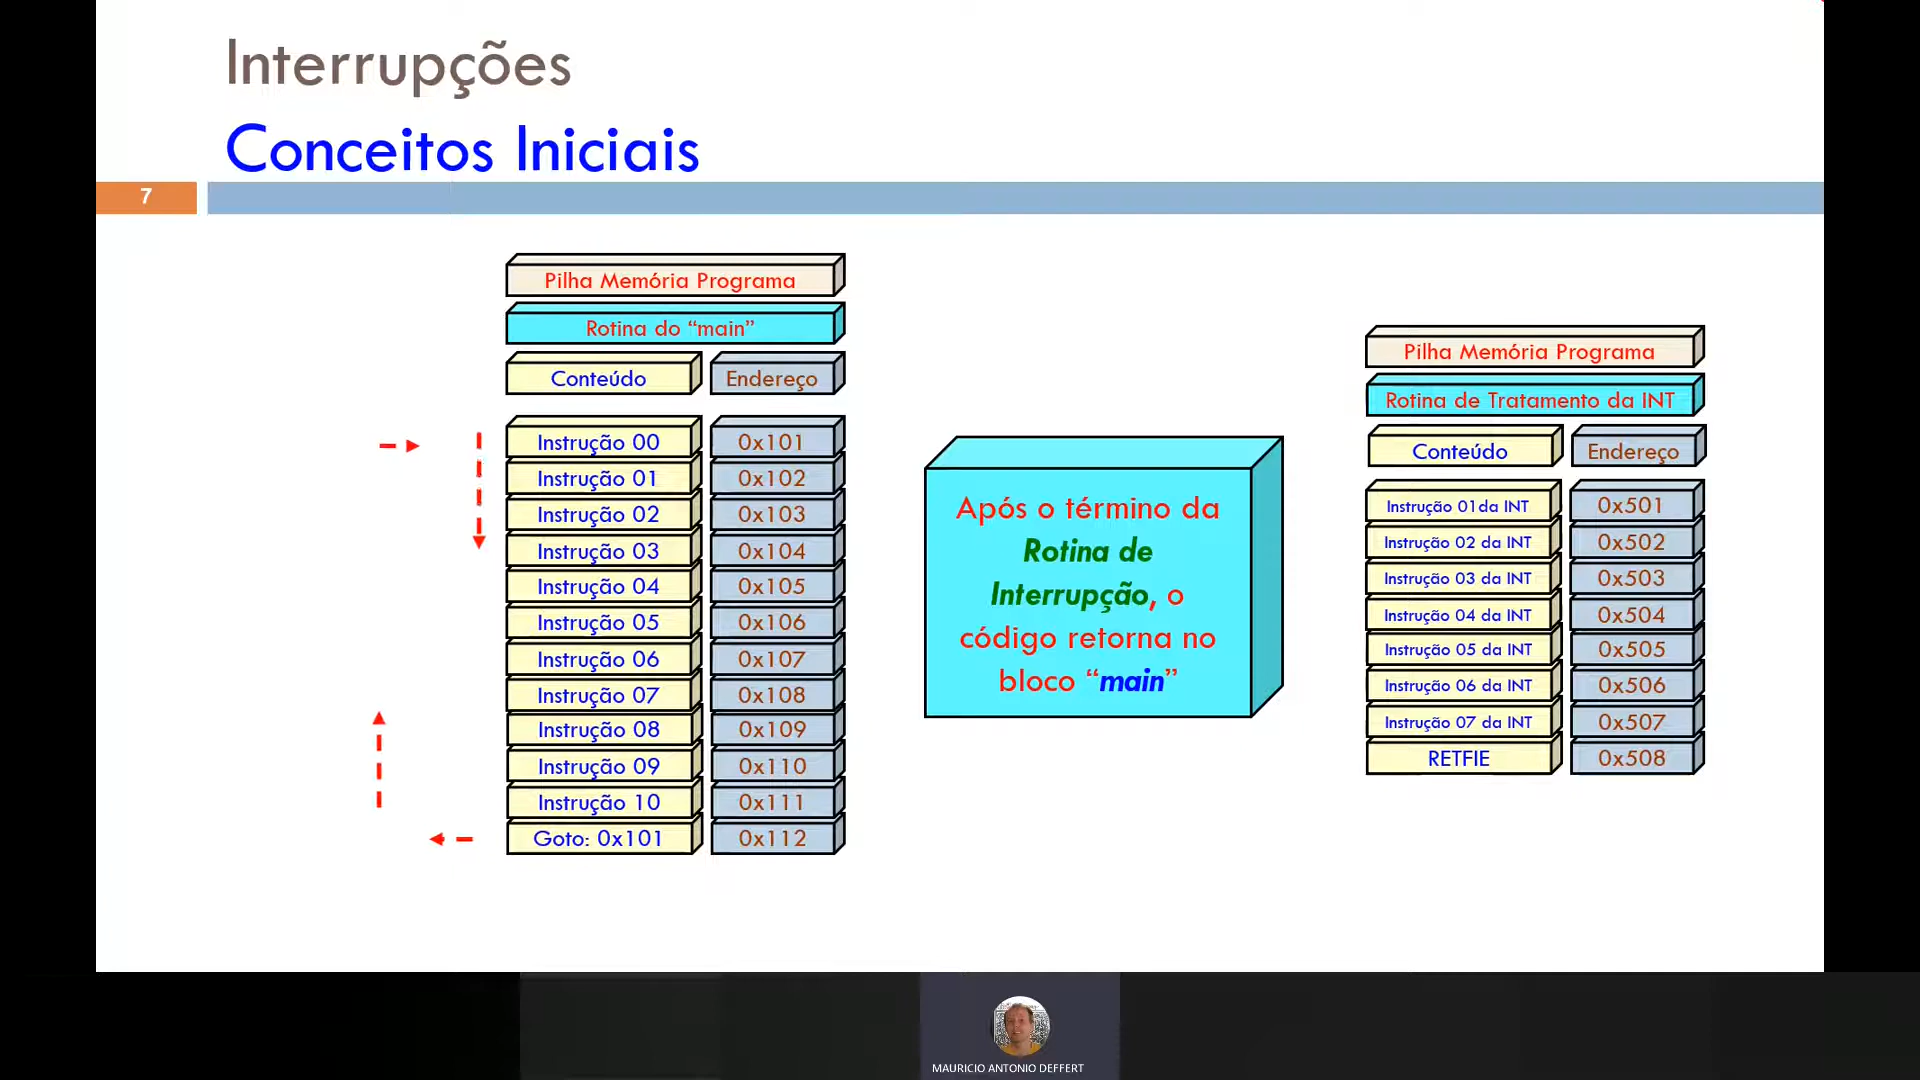 Interrupções
Conceitos Iniciais
7
Pilha Memória Programa
Rotina do “main”
Conteúdo Endereço
Instrução 00 0x101
Instrução 01 0x102
Instrução 02 0x103
Instrução 03 0x104
Instrução 04 0x105
Instrução 05 0x106
Instrução 06 0x107
Instrução 07 0x108
Instrução 08 0x109
Instrução 09 0x110
Instrução 10 0x111
Goto: 0x101 0x112
Após o término da
Rotina de
Interrupção, o
código retorna no
bloco “main”
Pilha Memória Programa
Rotina de Tratamento da INT
Conteúdo Endereço
Instrução 01da INT 0x501
Instrução 02 da INT 0x502
Instrução 03 da INT 0x503
Instrução 04 da INT 0x504
Instrução 05 da INT 0x505
Instrução 06 da INT 0x506
Instrução 07 da INT 0x507
RETFIE 0x508
MAURICIO ANTONIO DEFFERT